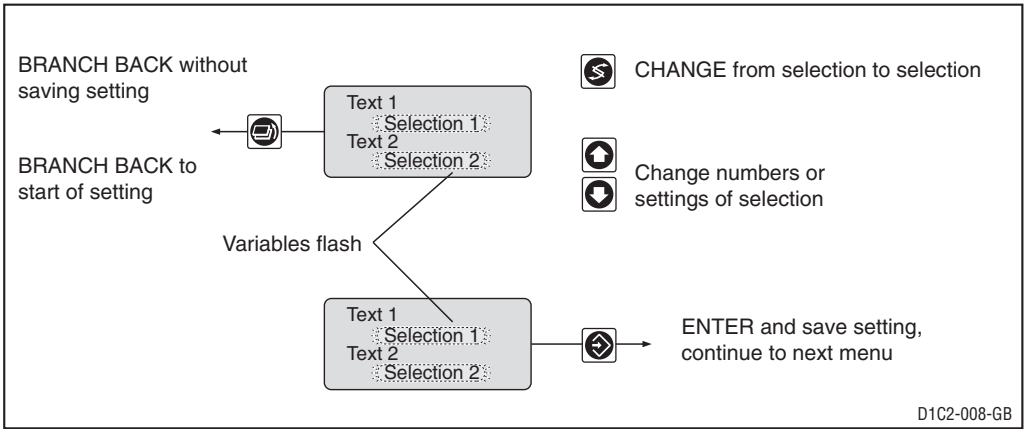 BRANCH BACK without
saving setting
BRANCH BACK to
start of setting
Text 1
Selection 1
Text 2
Selection 2
CHANGE from selection to selection
Change numbers or
settings of selection
Variables flash
Text 1
Selection 1
Text 2
Selection 2
ENTER and save setting,
continue to next menu
D1C2-008-GB